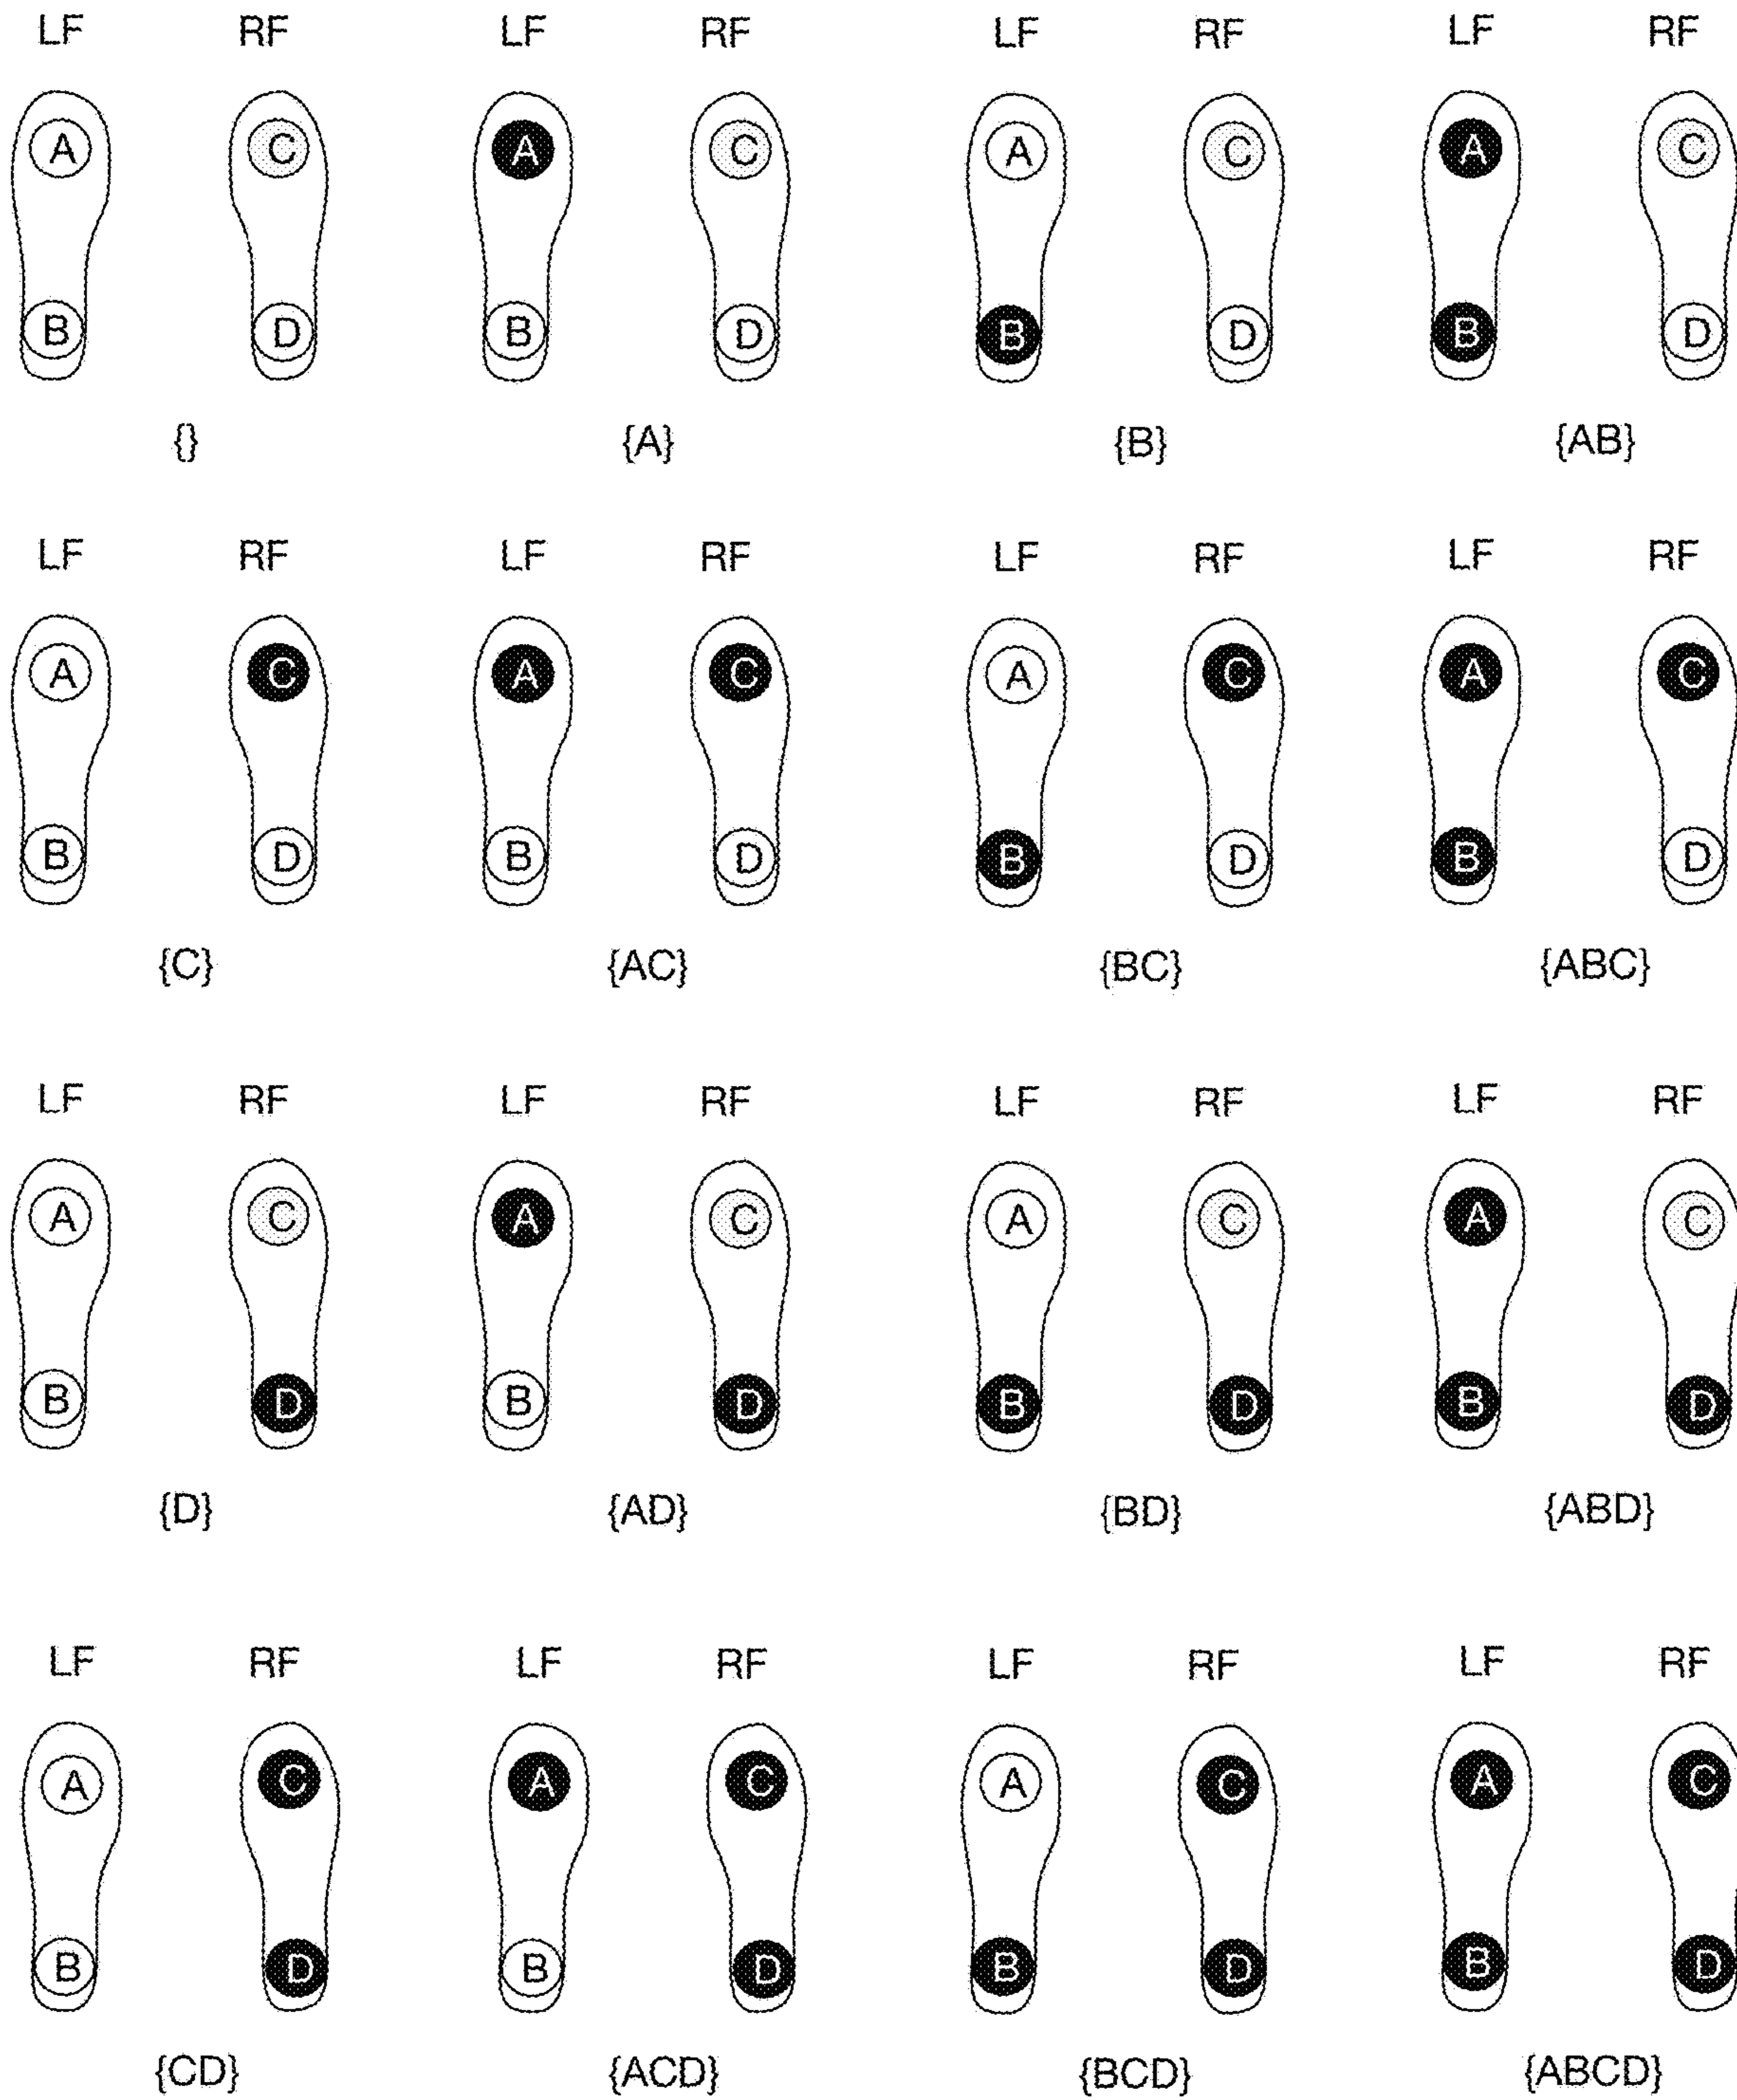 LF RF LF RF LF RF LF RF
A C A C A C A C
B D B D B D B D
{} {A} {B} {AB}
LF RF LF RF LF RF LF RF
A C A C A C A C
B D B D B D B D
{C} {AC} {BC} {ABC}
LF RF LF RF LF RF LF RF
A C A C A C A C
B D B D B D B D
{D} {AD} {BD} {ABD}
LF RF LF RF LF RF LF RF
A C A C A C A C
B D B D B D B D
{CD} {ACD} {BCD} {ABCD}